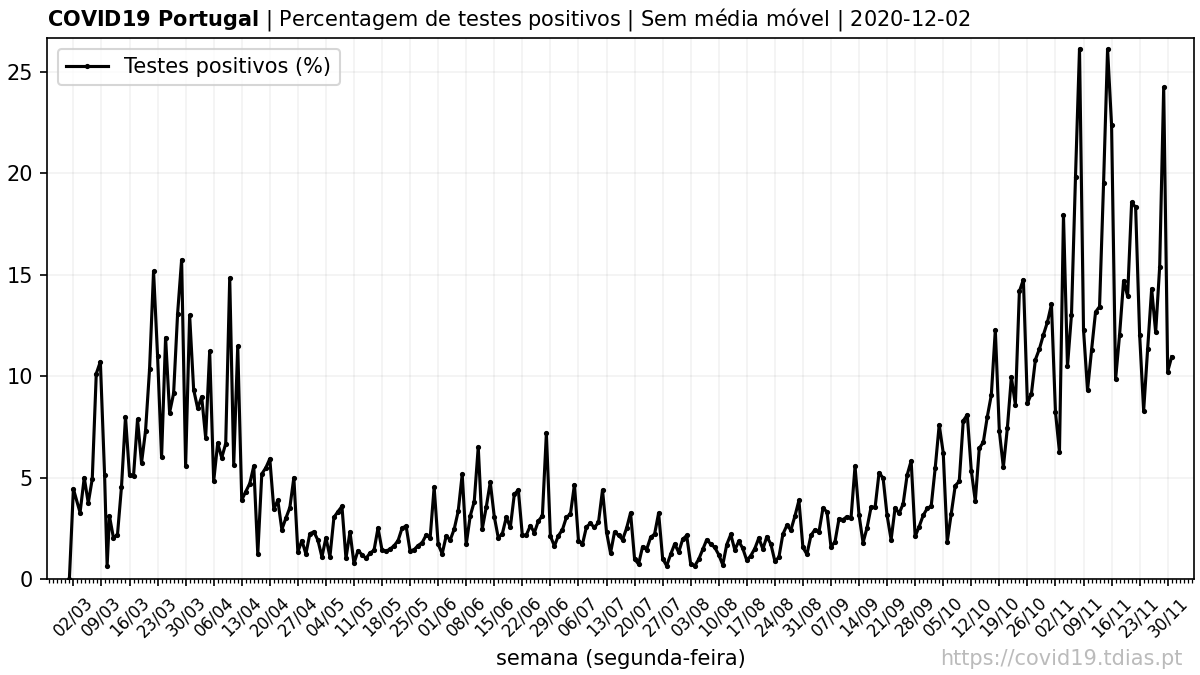 COVID19 Portugal | Percentagem de testes positivos | Sem média móvel | 2020-12-02
Testes positivos (%)
25
20
15
10
5
0
02/03 09/03 16/03 23/03 30/03 06/04 13/04 20/04 27/04 04/05 11/05 18/05 25/05 01/06 08/06 15/06 22/06 29/06 06/07 13/07 20/07 27/07 03/08 10/08 17/08 24/08 31/08 07/09 14/09 21/09 28/09 05/10 12/10 19/10 26/10 02/11 09/11 16/11 23/11 30/11
semana (segunda-feira)
https://covid19.tdias.pt